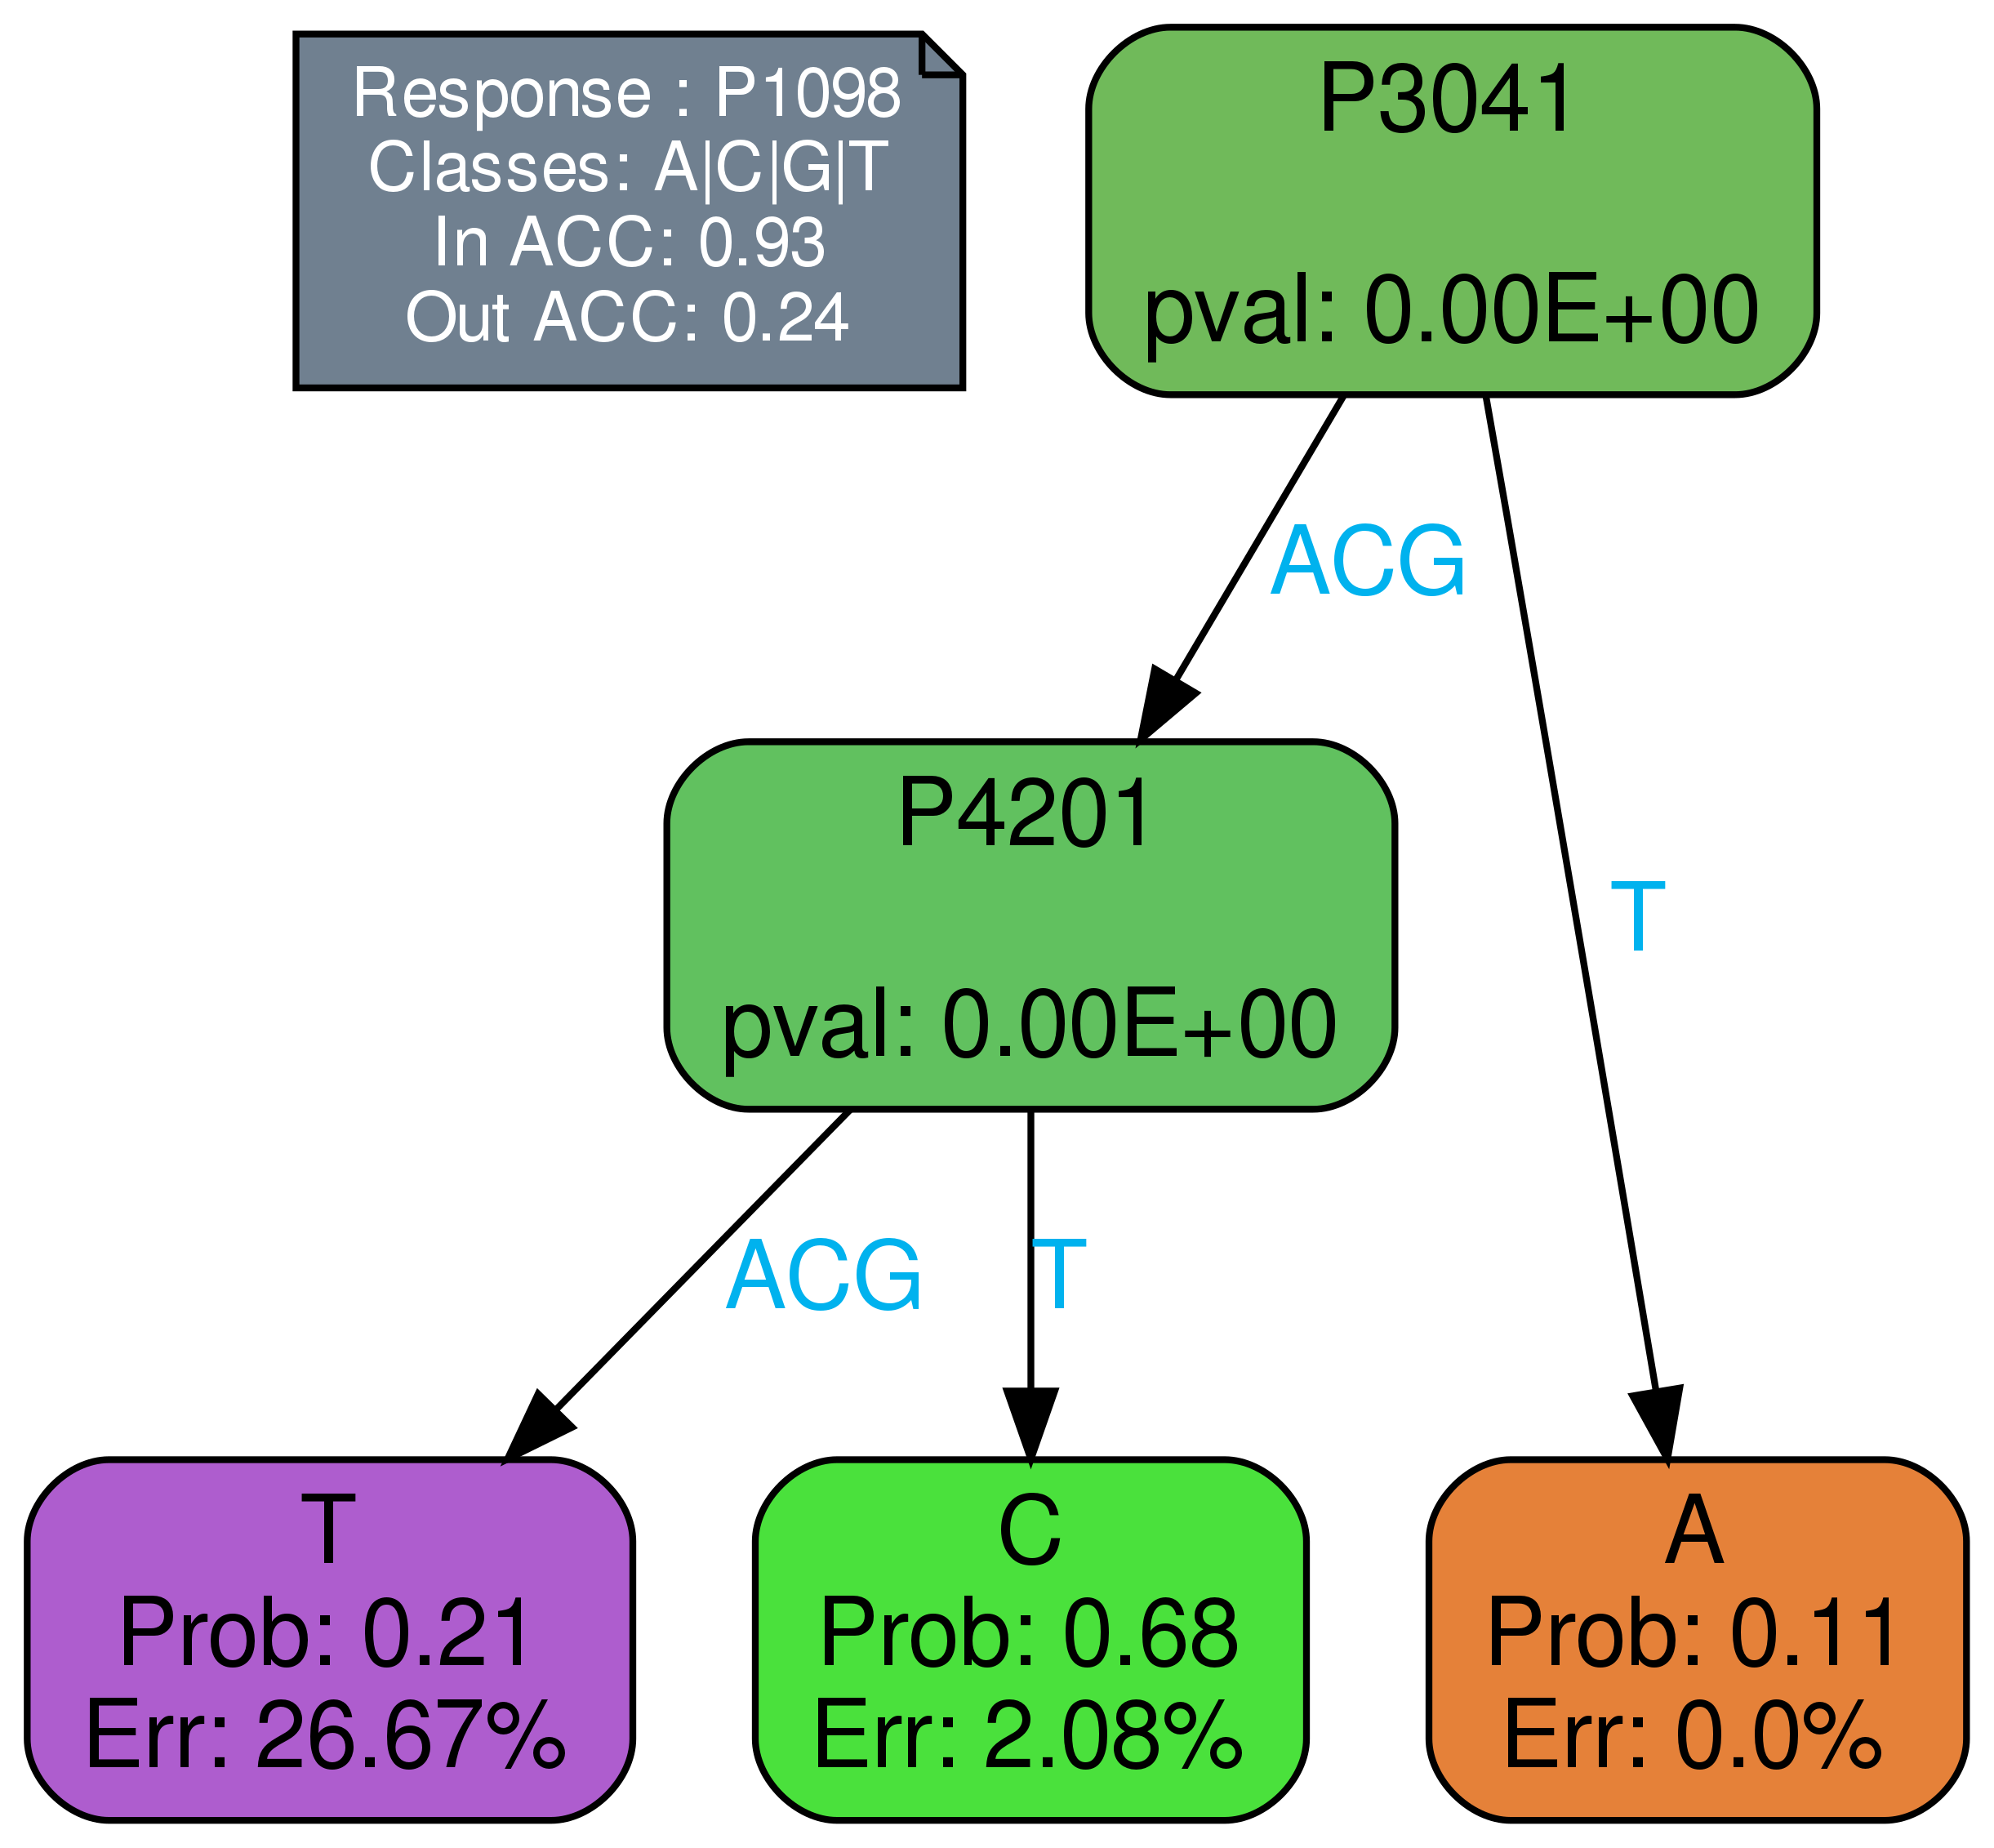 Response : P1098
Classes: A|C|G|T
In ACC: 0.93
Out ACC: 0.24
P3041
pval: 0.00E+00
ACG
T
P4201
pval: 0.00E+00
ACG
T
T
Prob: 0.21
Err: 26.67%
C
Prob: 0.68
Err: 2.08%
A
Prob: 0.11
Err: 0.0%